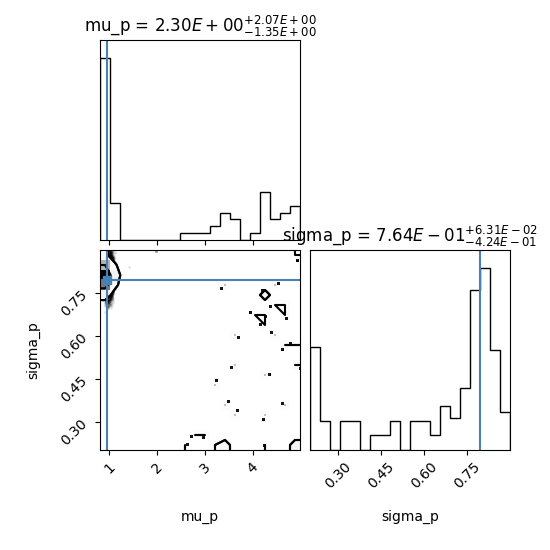 mu_p = 2.30E + 00+2.07E+00
−1.35E+00
sigma_p = 7.64E − 01+6.31E−02
−4.24E−01
sigma_p
0.75
0.60
0.45
0.30
1 2 3 4
0.30 0.45 0.60 0.75
mu_p sigma_p